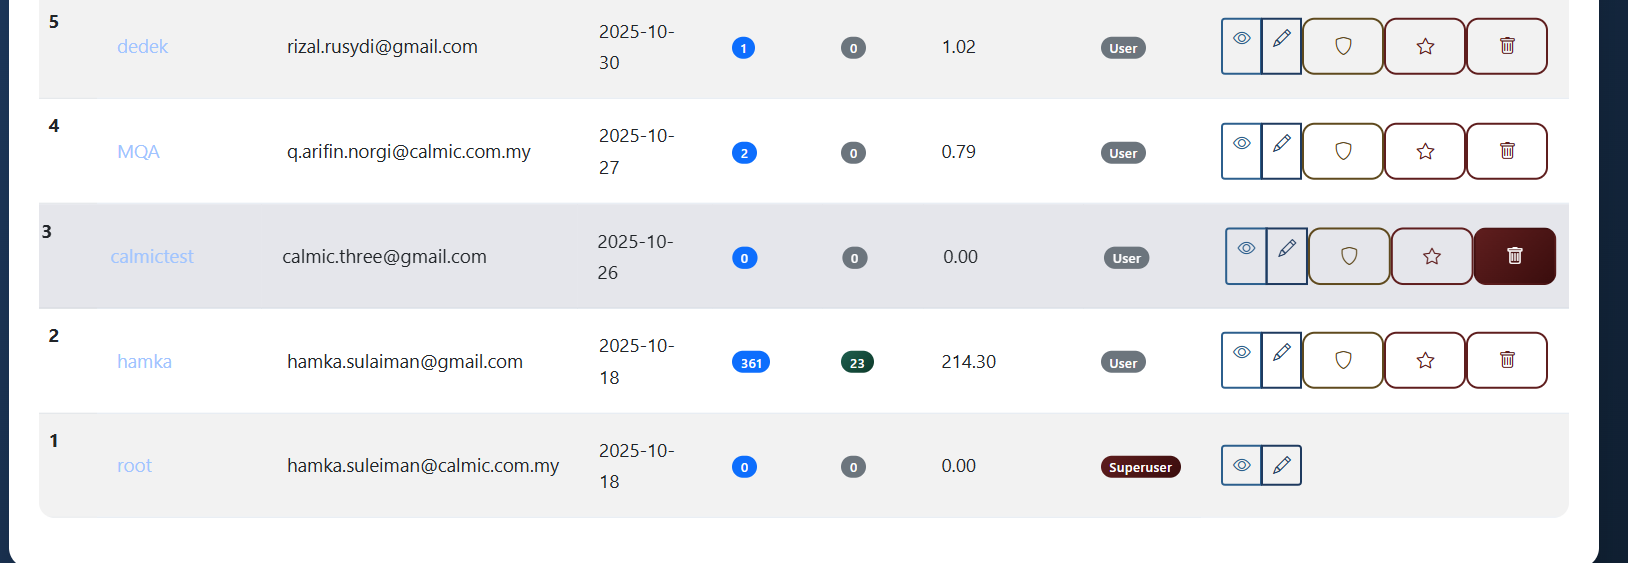 5 dedek rizal.rusydi@gmail.com 2025-10-30 1 0 1.02 User
4 MQA q.arifin.norgi@calmic.com.my 2025-10-27 2 0 0.79 User
3 calmictest calmic.three@gmail.com 2025-10-26 0 0 0.00 User
2 hamka hamka.sulaiman@gmail.com 2025-10-18 361 23 214.30 User
1 root hamka.suleiman@calmic.com.my 2025-10-18 0 0 0.00 Superuser